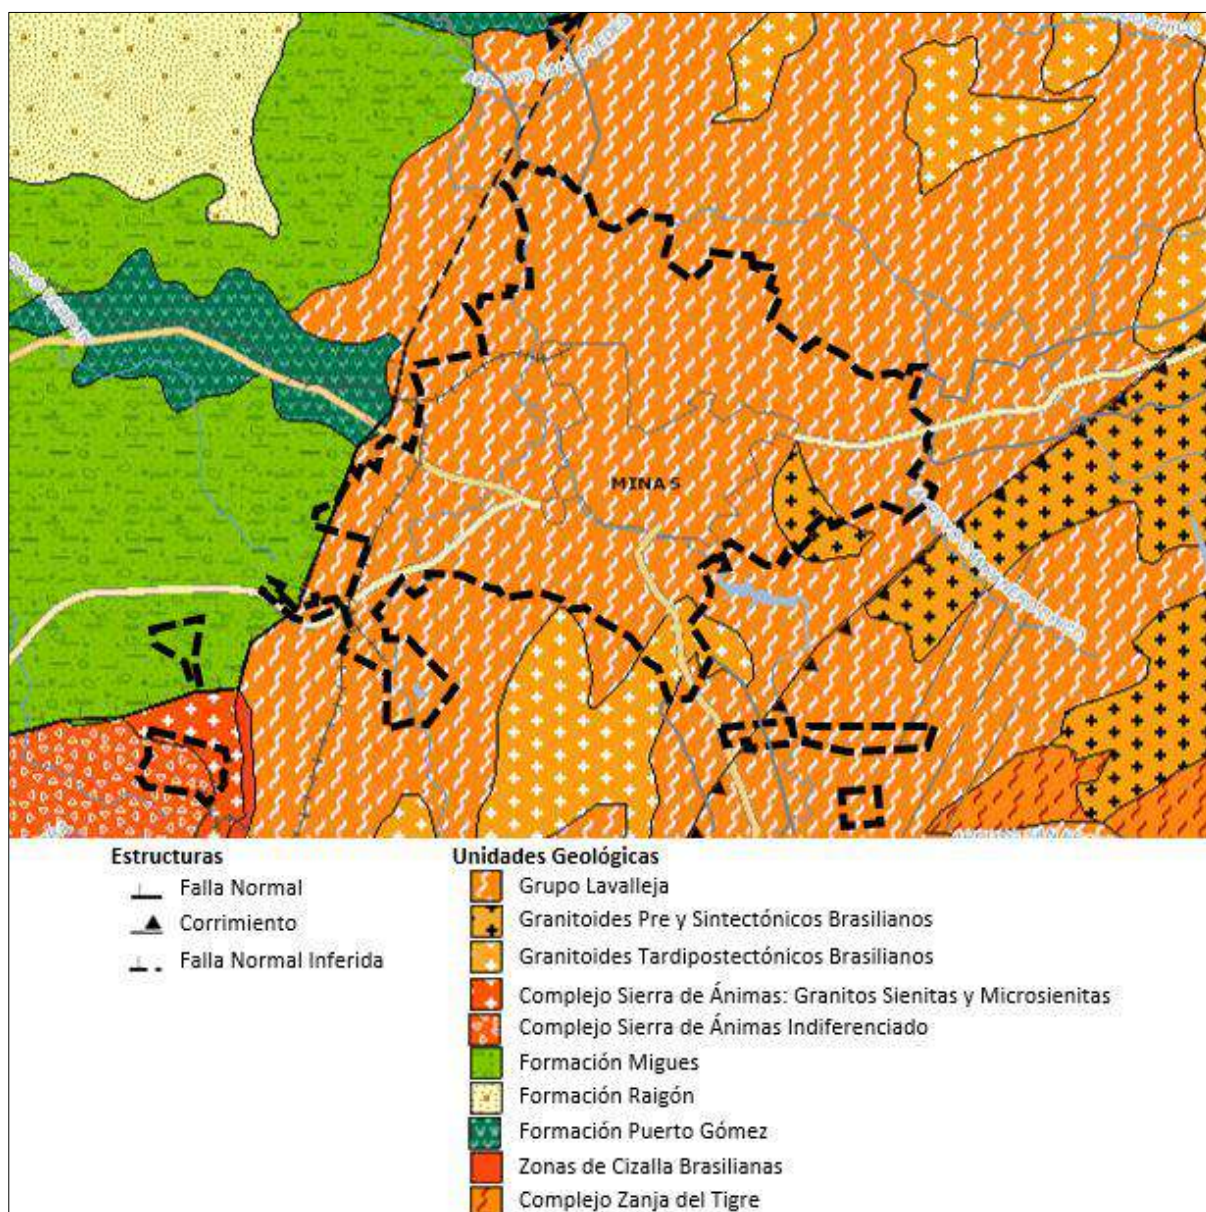 MINAS
Estructuras
Falla Normal
Corrimiento
Falla Normal Inferida
Unidades Geológicas
Grupo Lavalleja
Granitoides Pre y Sintectónicos Brasilianos
Granitoides Tardipostectónicos Brasilianos
Complejo Sierra de Ánimas: Granitos Sienitas y Microsienitas
Complejo Sierra de Ánimas Indiferenciado
Formación Migues
Formación Raigón
Formación Puerto Gómez
Zonas de Cizalla Brasilianas
Complejo Zanja del Tigre